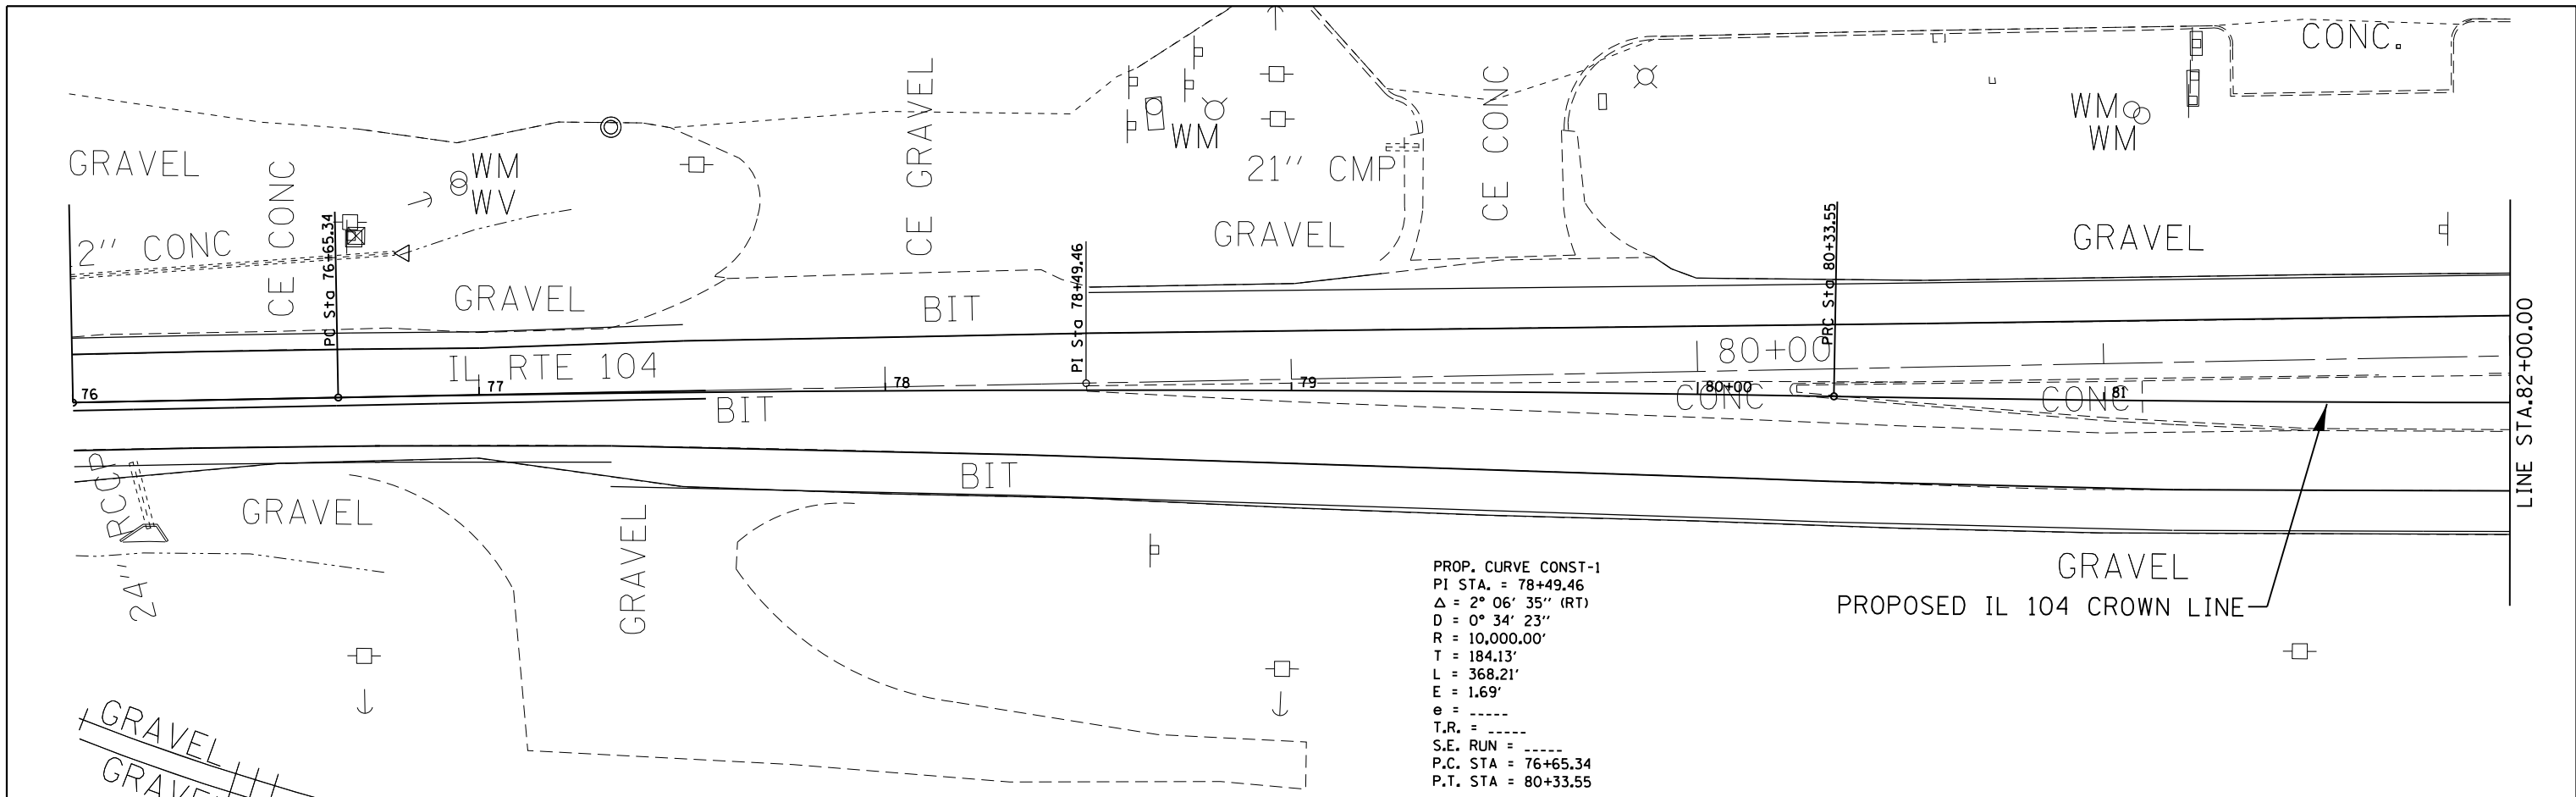 CONC.
WM
WM
WM
GRAVEL
WM
WV
CE CONC
CE GRAVEL
21'' CMP
CE CONC
2'' CONC
PC Sta 76+65.34
GRAVEL
PI Sta 78+49.46
GRAVEL
PRC Sta 80+33.55
GRAVEL
BIT
IL RTE 104
80+00
76
77
78
79
80+00
81
BIT
CONC
CONC
LINE STA.82+00.00
24'' RCCP
GRAVEL
GRAVEL
BIT
GRAVEL
PROPOSED IL 104 CROWN LINE
PROP. CURVE CONST-1
PI STA. = 78+49.46
Δ = 2° 06' 35'' (RT)
D = 0° 34' 23''
R = 10,000.00'
T = 184.13'
L = 368.21'
E = 1.69'
e = _____
T.R. = _____
S.E. RUN = _____
P.C. STA = 76+65.34
P.T. STA = 80+33.55
GRAVEL